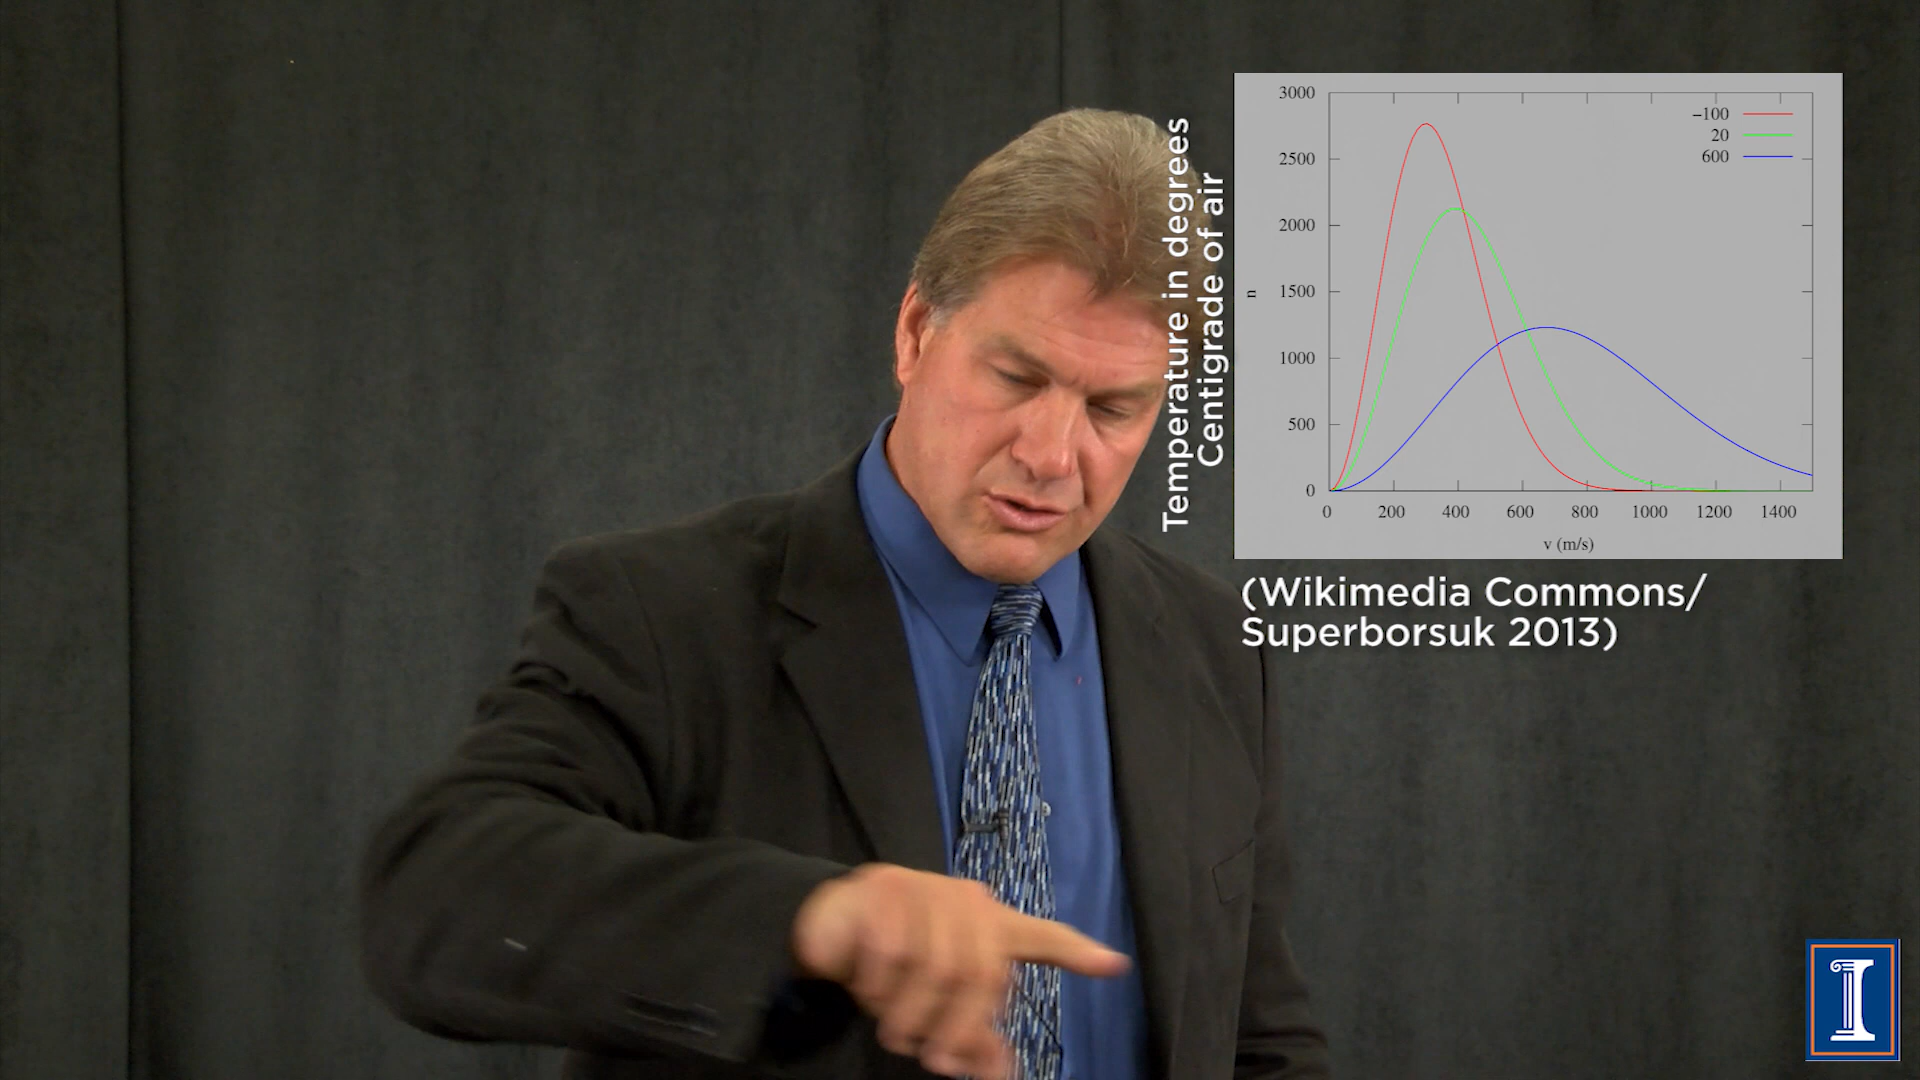 Temperature in degrees
Centigrade of air
3000
2500
2000
1500
1000
500
0
n
−100
20
600
0 200 400 600 800 1000 1200 1400
v (m/s)
(Wikimedia Commons/
Superborsuk 2013)
I